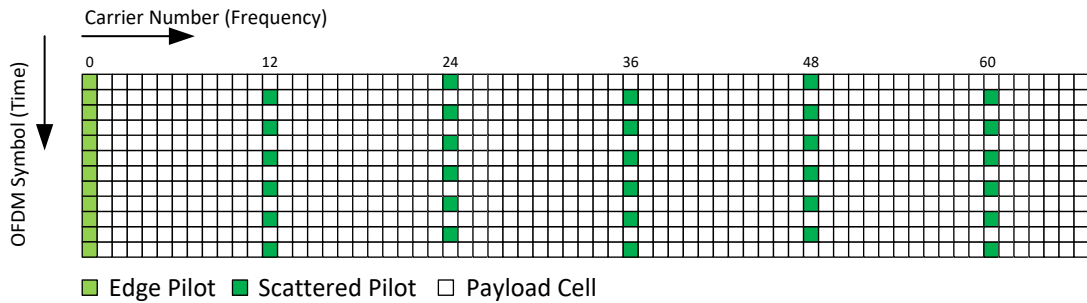 Carrier Number (Frequency)
OFDM Symbol (Time)
0 12 24 36 48 60
Edge Pilot Scattered Pilot Payload Cell